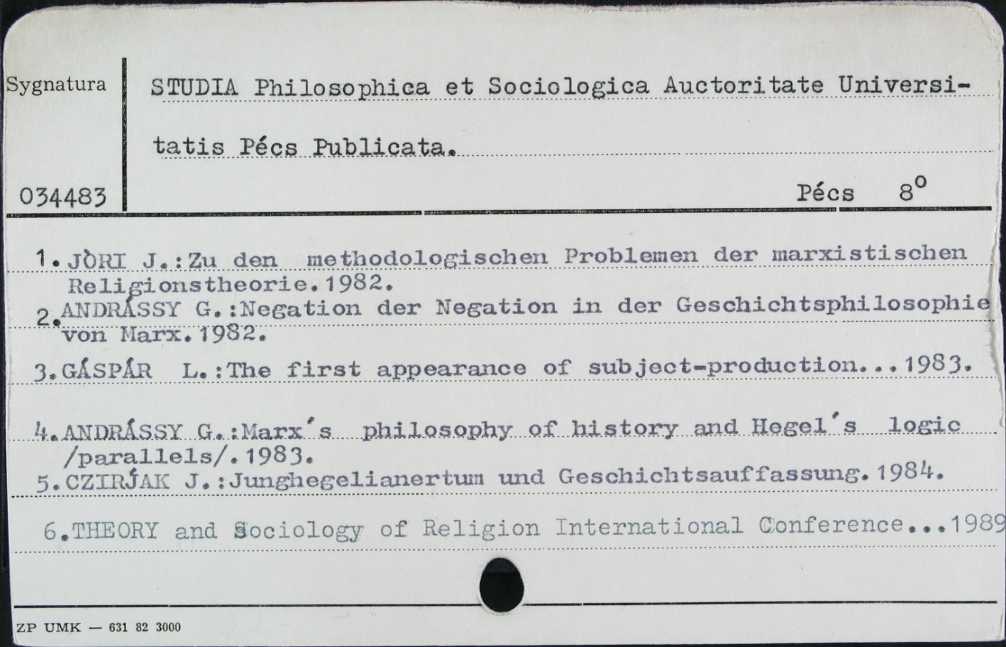 Sygnatura
STUDIA Philosophica et Sociologica Auctoritate Universi-
tatis Pécs Publicata.
034483
Pécs 8⁰
1. JÒRI J.:Zu den methodologischen Problemen der marxistischen
Religionstheorie.1982.
2. ANDRÁSSY G.:Negation der Negation in der Geschichtsphilosophie
von Marx.1982.
3. GÁSPÁR L.:The first appearance of subject-production...1983.
4. ANDRÁSSY G.:Marx´s philosophy of history and Hegel´s logic
/parallels/.1983.
5. CZIRJÁK J.:Junghegelianertum und Geschichtsauffassung.1984.
6. THEORY and Sociology of Religion International Conference...1989
ZP UMK — 631 82 3000